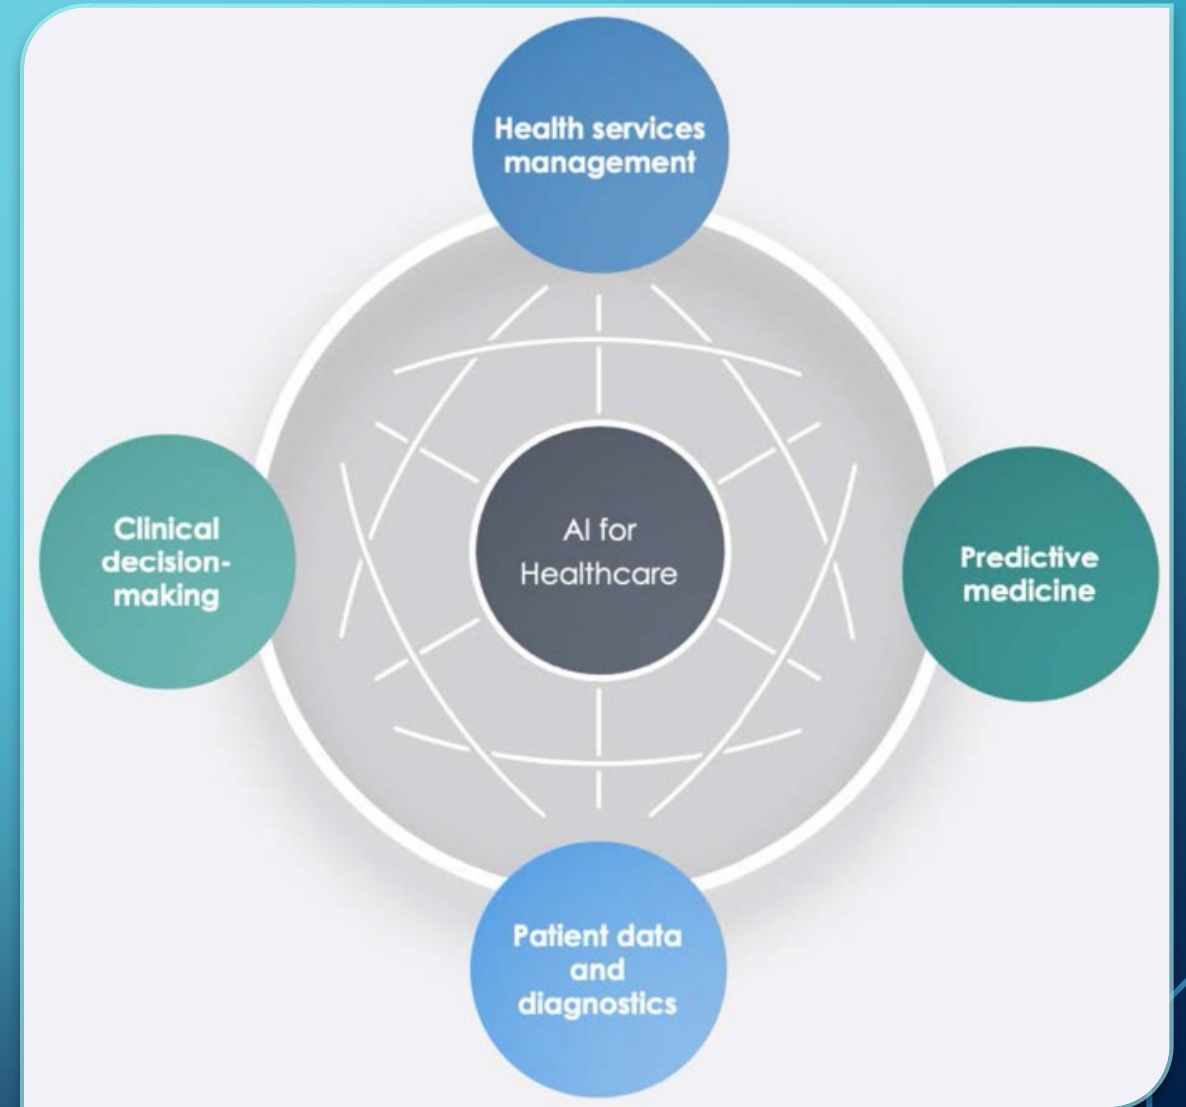 Health services
management
Clinical
decision-
making
AI for
Healthcare
Predictive
medicine
Patient data
and
diagnostics